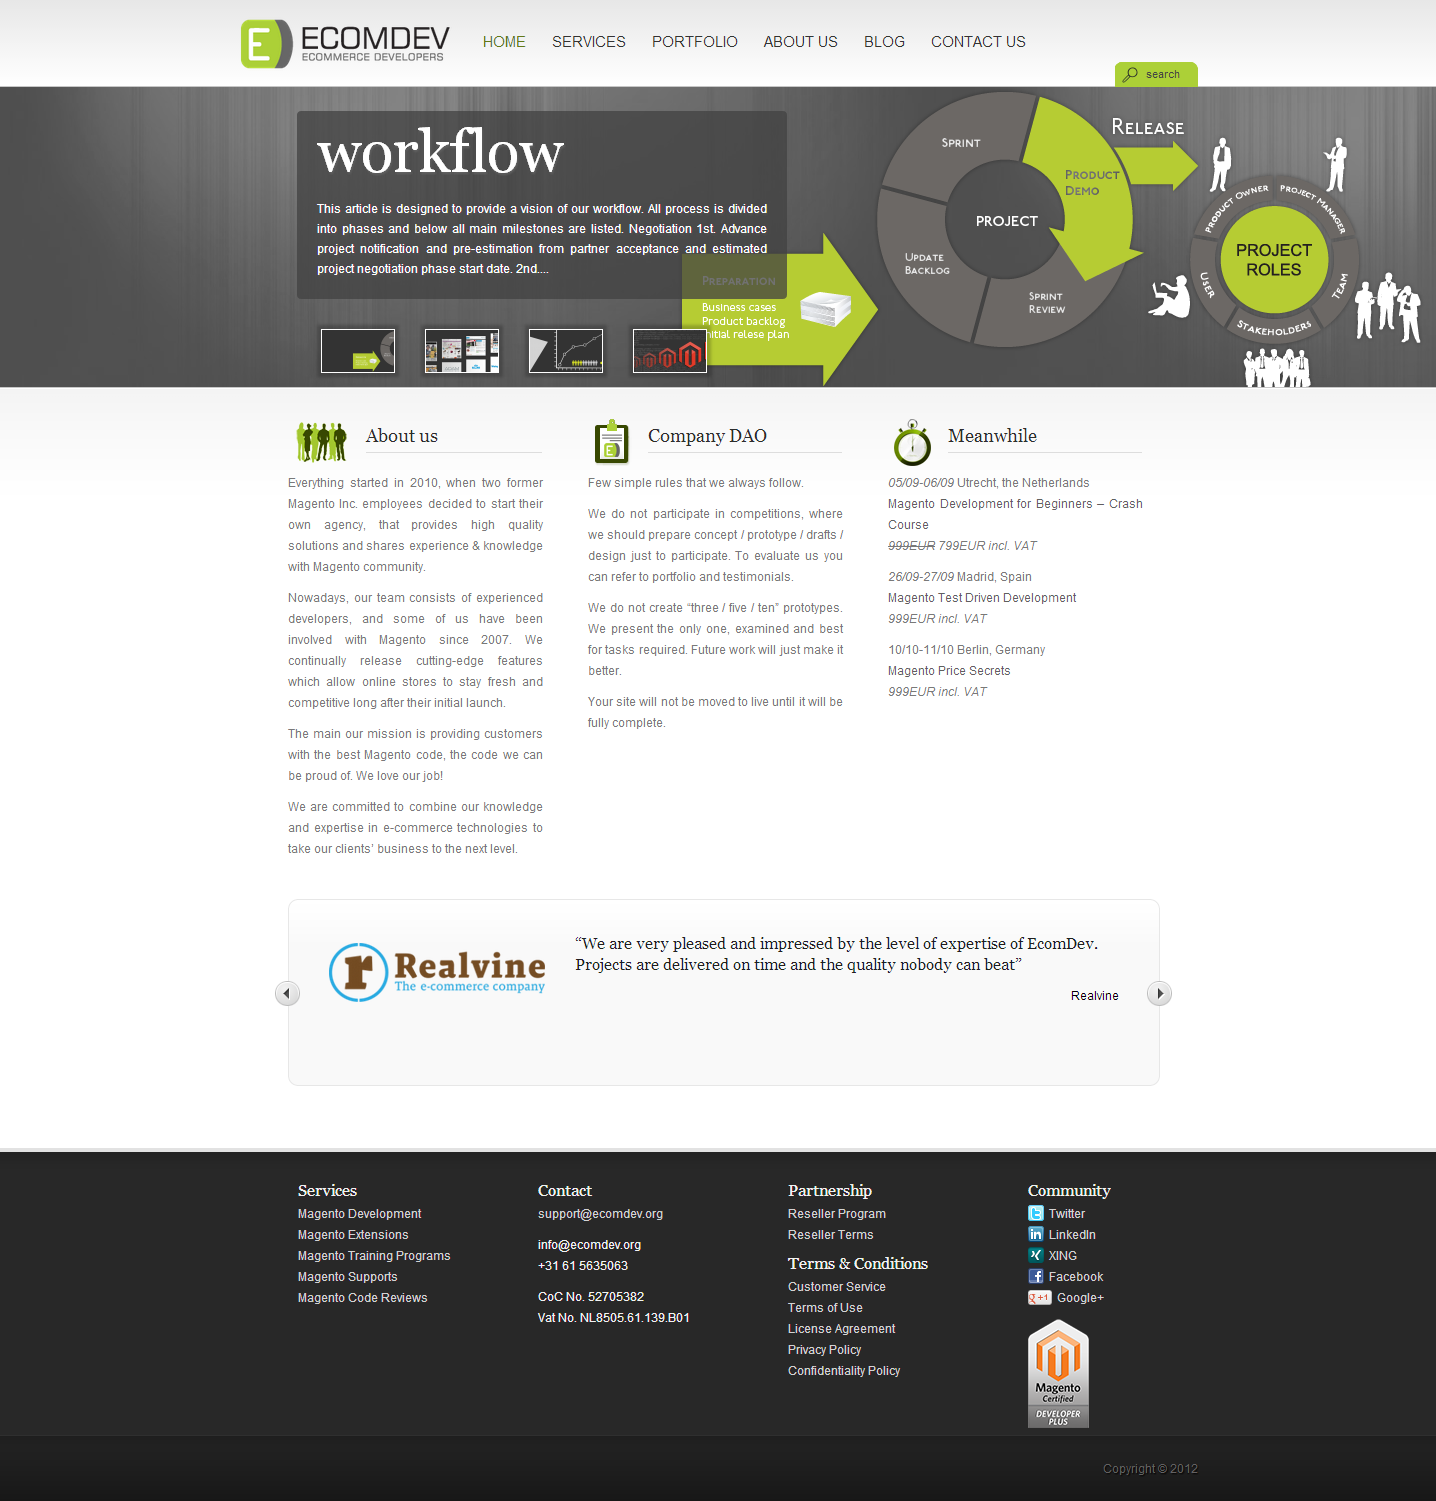 ECOMDEV
ECOMMERCE DEVELOPERS
HOME SERVICES PORTFOLIO ABOUT US BLOG CONTACT US
search
workflow
This article is designed to provide a vision of our workflow. All process is divided
into phases and below all main milestones are listed. Negotiation 1st. Advance
project notification and pre-estimation from partner acceptance and estimated
project negotiation phase start date. 2nd....
PREPARATION
Business cases
Product backlog
Initial relese plan
SPRINT
PRODUCT
DEMO
PROJECT
UPDATE
BACKLOG
SPRINT
REVIEW
RELEASE
PRODUCT OWNER
PROJECT MANAGER
PROJECT
ROLES
USER
TEAM
STAKEHOLDERS
About us
Everything started in 2010, when two former
Magento Inc. employees decided to start their
own agency, that provides high quality
solutions and shares experience & knowledge
with Magento community.
Nowadays, our team consists of experienced
developers, and some of us have been
involved with Magento since 2007. We
continually release cutting-edge features
which allow online stores to stay fresh and
competitive long after their initial launch.
The main our mission is providing customers
with the best Magento code, the code we can
be proud of. We love our job!
We are committed to combine our knowledge
and expertise in e-commerce technologies to
take our clients’ business to the next level.
Company DAO
Few simple rules that we always follow.
We do not participate in competitions, where
we should prepare concept / prototype / drafts /
design just to participate. To evaluate us you
can refer to portfolio and testimonials.
We do not create “three / five / ten” prototypes.
We present the only one, examined and best
for tasks required. Future work will just make it
better.
Your site will not be moved to live until it will be
fully complete.
Meanwhile
05/09-06/09 Utrecht, the Netherlands
Magento Development for Beginners – Crash
Course
999EUR 799EUR incl. VAT
26/09-27/09 Madrid, Spain
Magento Test Driven Development
999EUR incl. VAT
10/10-11/10 Berlin, Germany
Magento Price Secrets
999EUR incl. VAT
r Realvine
The e-commerce company
“We are very pleased and impressed by the level of expertise of EcomDev.
Projects are delivered on time and the quality nobody can beat”
Realvine
Services
Magento Development
Magento Extensions
Magento Training Programs
Magento Supports
Magento Code Reviews
Contact
support@ecomdev.org
info@ecomdev.org
+31 61 5635063
CoC No. 52705382
Vat No. NL8505.61.139.B01
Partnership
Reseller Program
Reseller Terms
Terms & Conditions
Customer Service
Terms of Use
License Agreement
Privacy Policy
Confidentiality Policy
Community
Twitter
LinkedIn
XING
Facebook
Google+
Magento
Certified
DEVELOPER
PLUS
Copyright © 2012